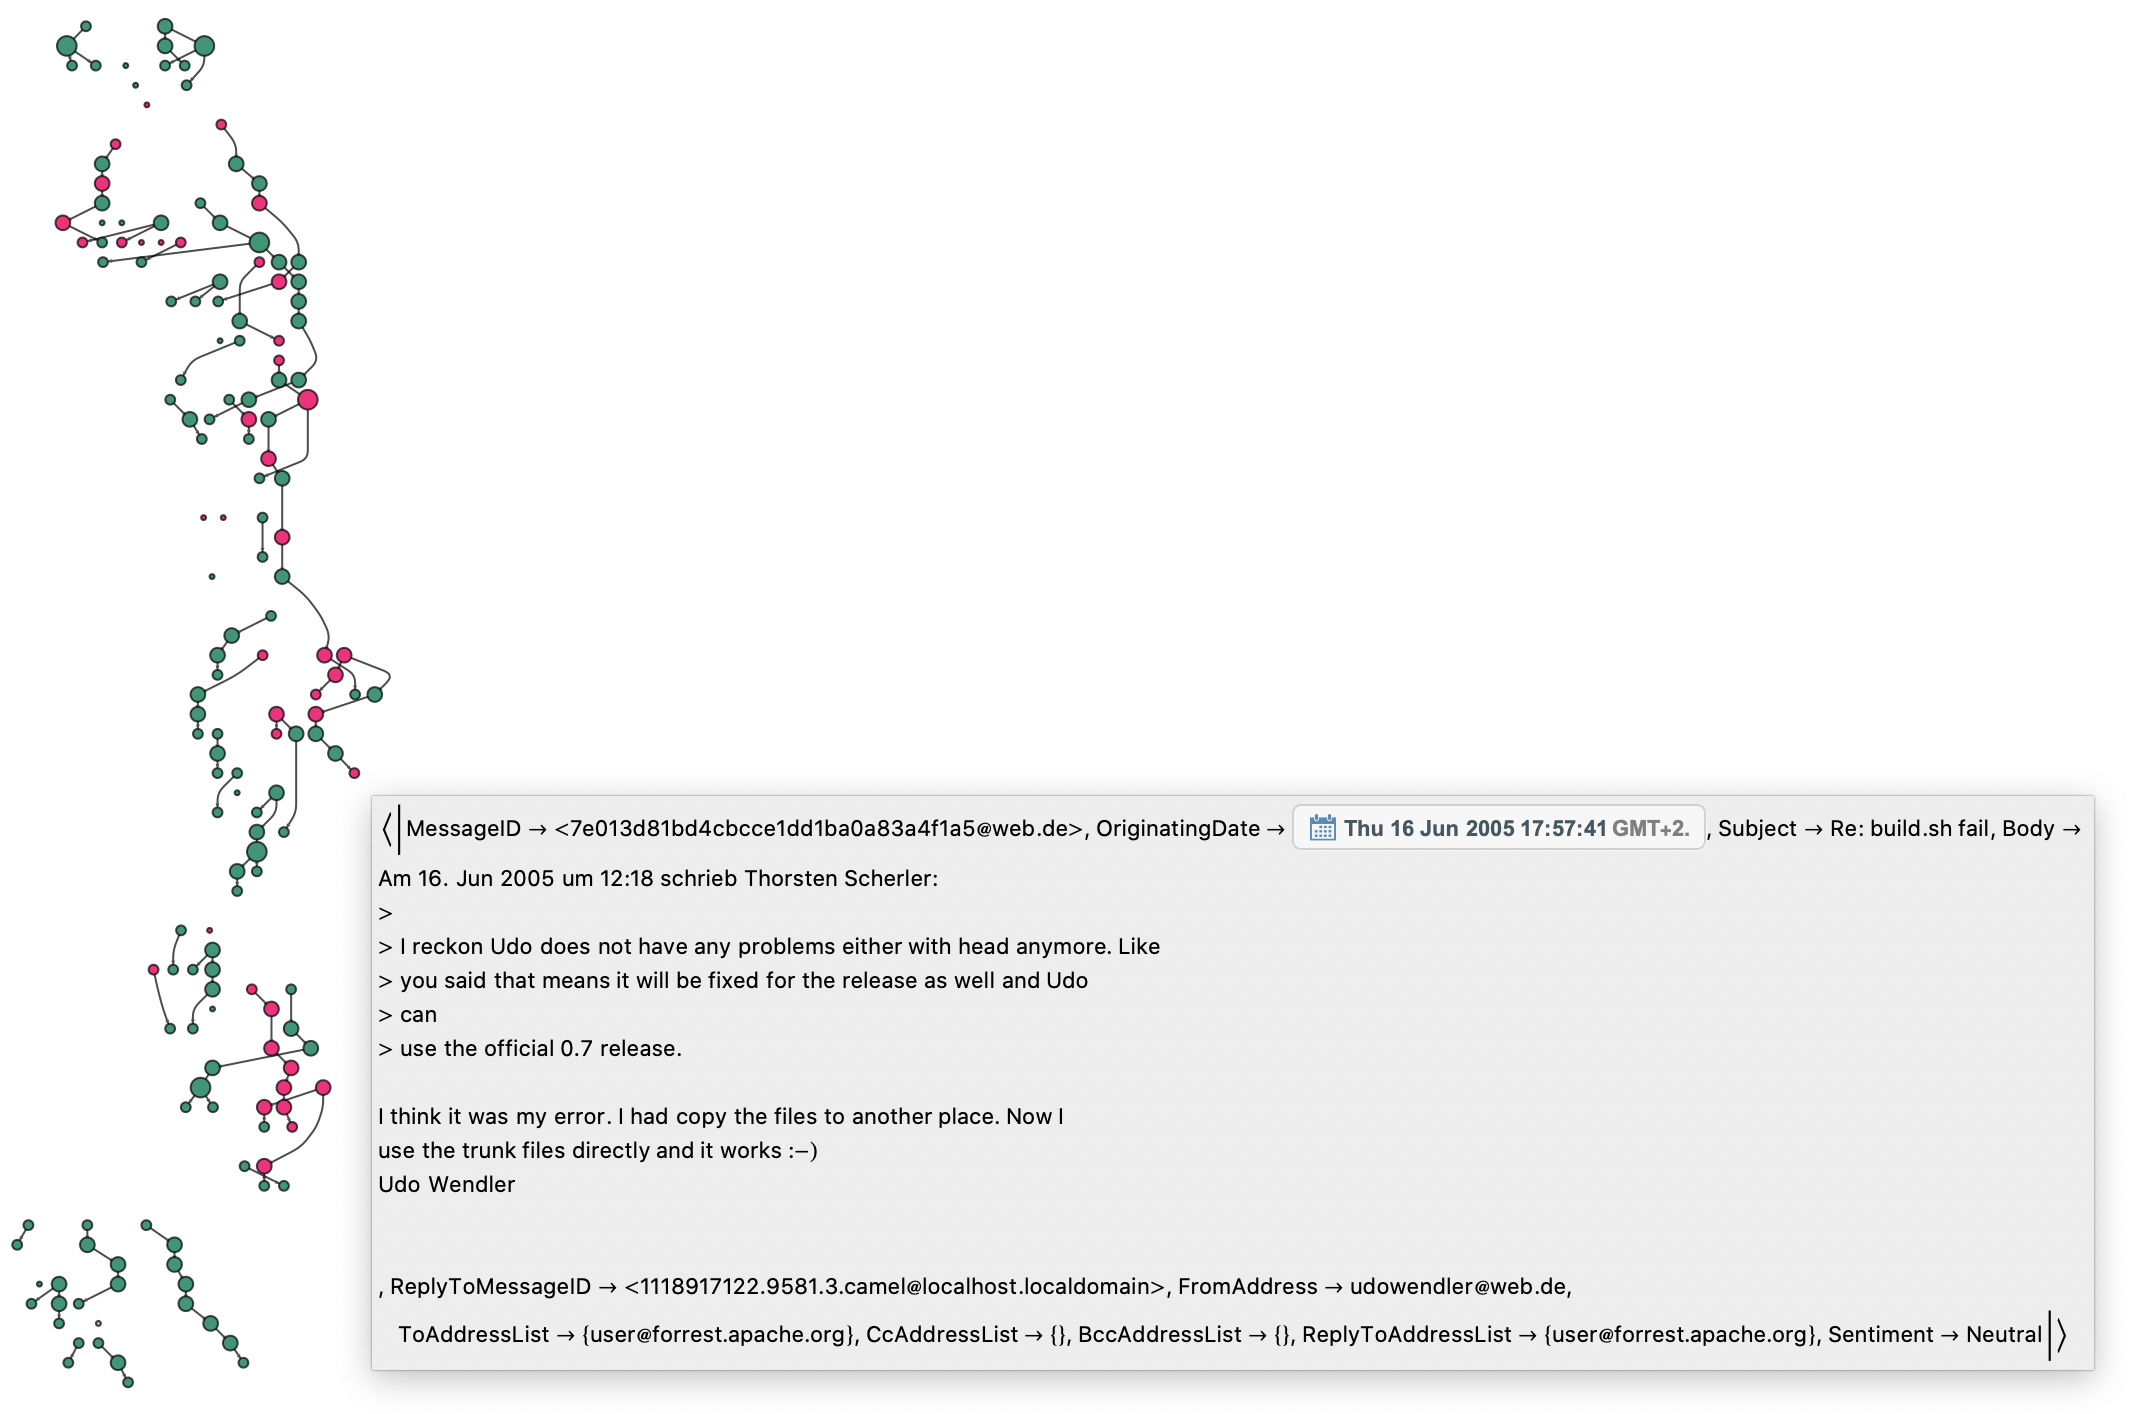 ⟨|MessageID → <7e013d81bd4cbcce1dd1ba0a83a4f1a5@web.de>, OriginatingDate → Thu 16 Jun 2005 17:57:41 GMT+2. , Subject → Re: build.sh fail, Body →
Am 16. Jun 2005 um 12:18 schrieb Thorsten Scherler:
>
> I reckon Udo does not have any problems either with head anymore. Like
> you said that means it will be fixed for the release as well and Udo
> can
> use the official 0.7 release.
I think it was my error. I had copy the files to another place. Now I
use the trunk files directly and it works :−)
Udo Wendler
, ReplyToMessageID → <1118917122.9581.3.camel@localhost.localdomain>, FromAddress → udowendler@web.de,
ToAddressList → {user@forrest.apache.org}, CcAddressList → {}, BccAddressList → {}, ReplyToAddressList → {user@forrest.apache.org}, Sentiment → Neutral|⟩